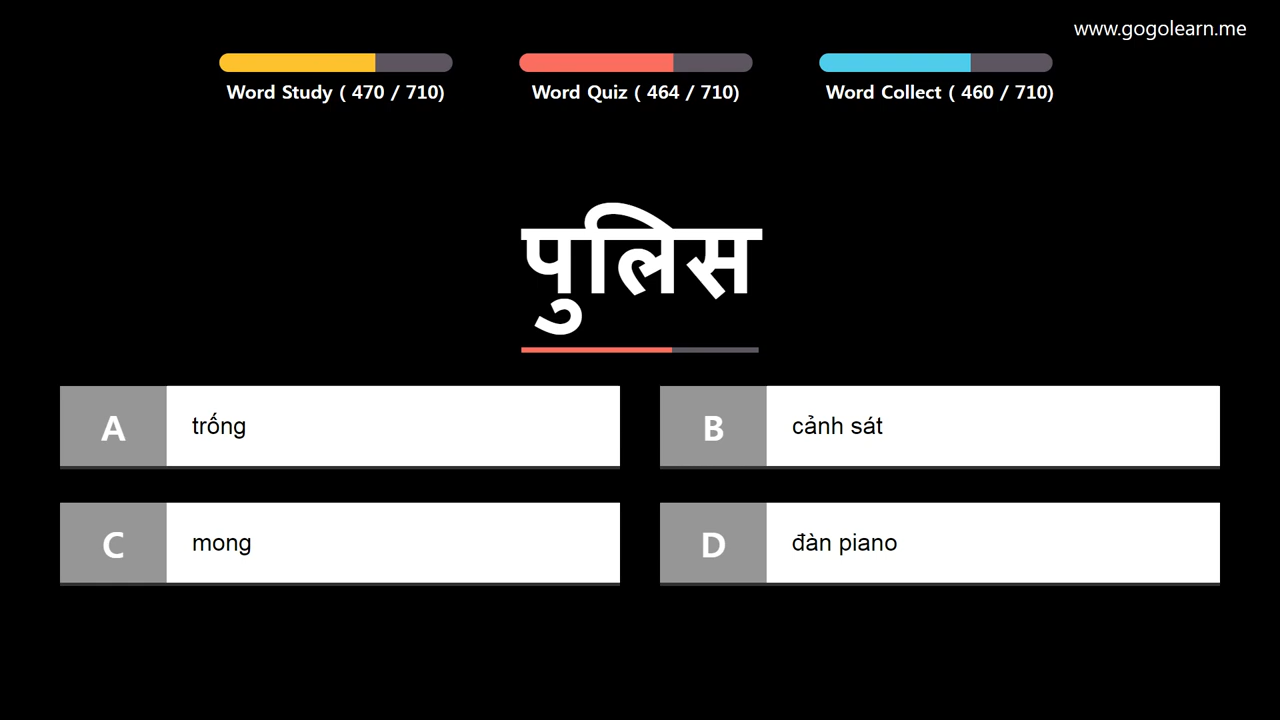 www.gogolearn.me
Word Study ( 470 / 710)
Word Quiz ( 464 / 710)
Word Collect ( 460 / 710)
पुलिस
A trống
B cảnh sát
C mong
D đàn piano